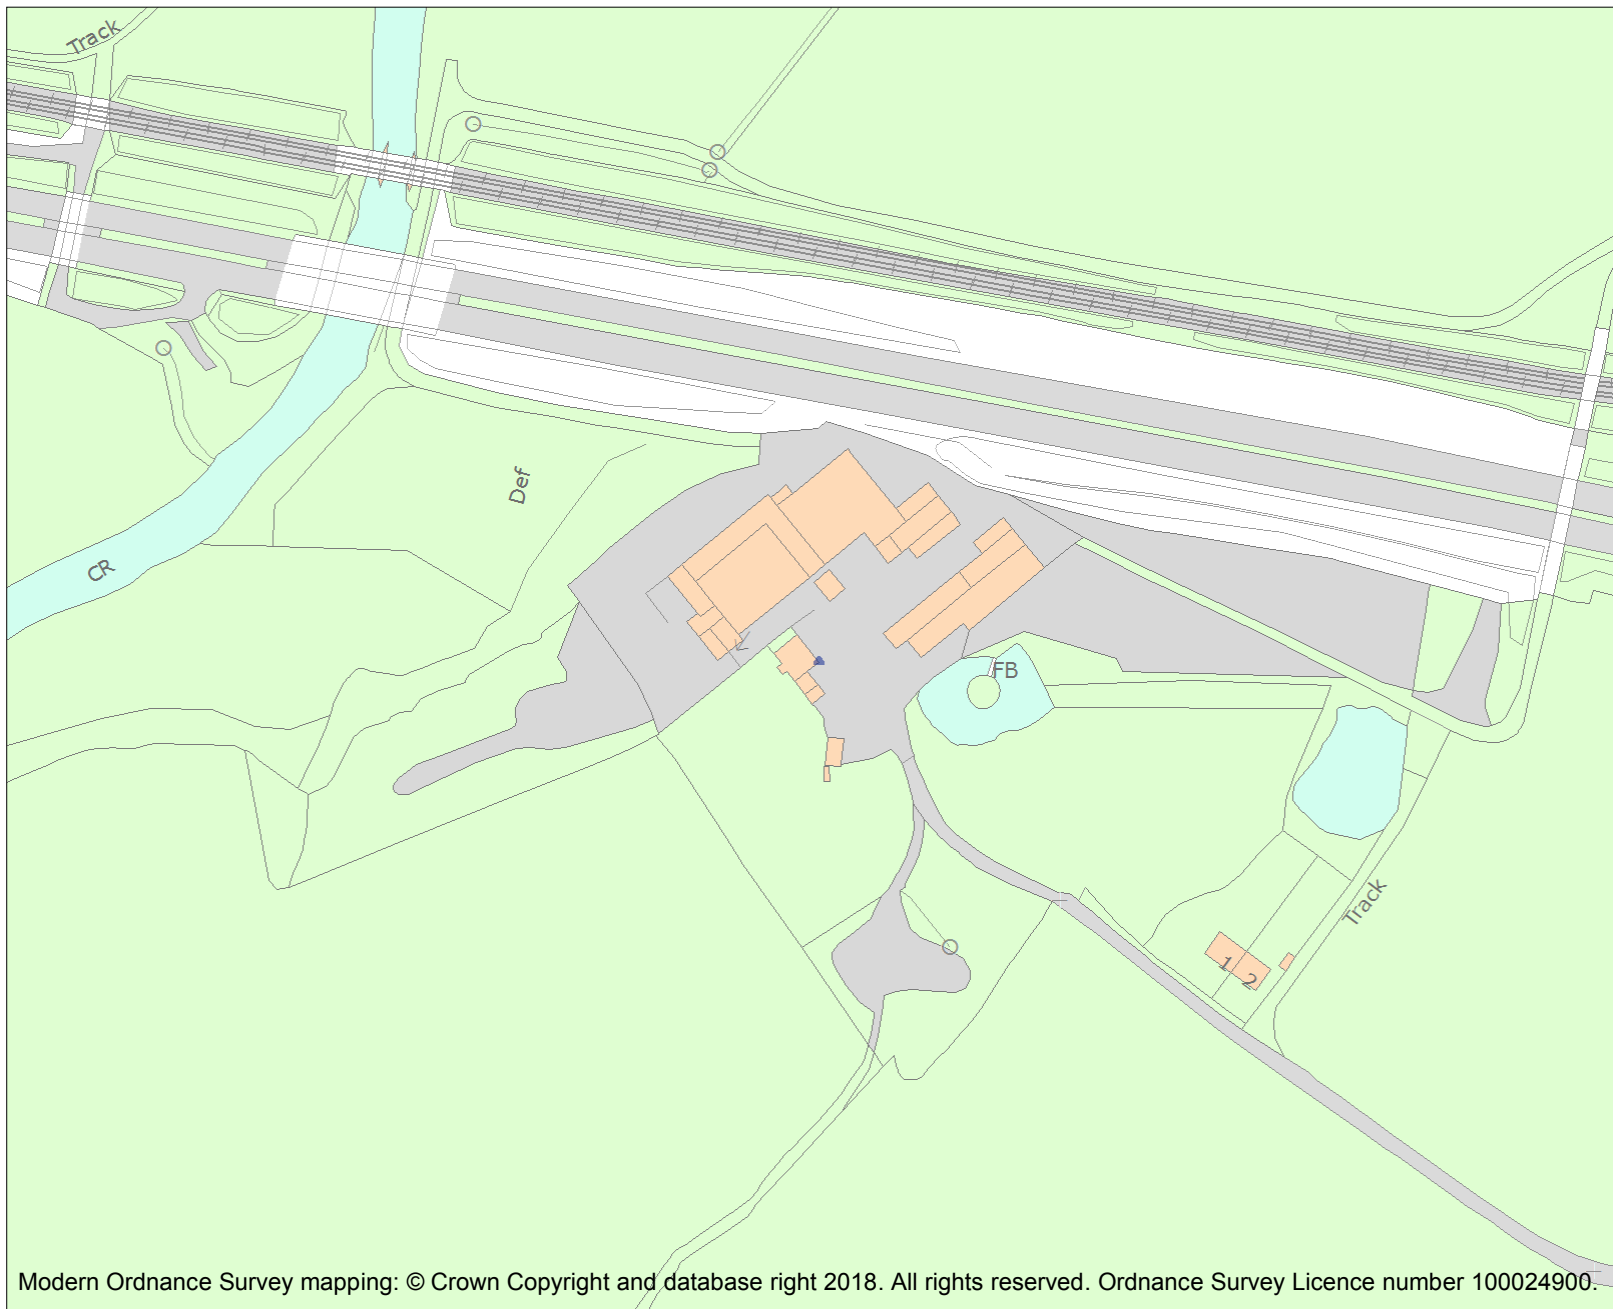 Track
Def
CR
FB
Track
1
2
Modern Ordnance Survey mapping: © Crown Copyright and database right 2018. All rights reserved. Ordnance Survey Licence number 100024900.